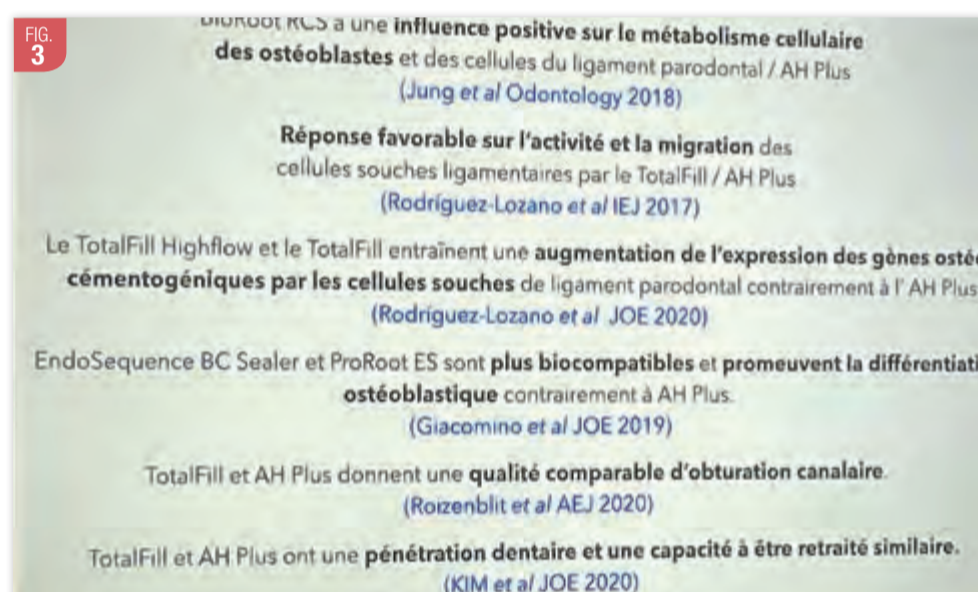 FIG.
3
BioRoot RCS a une influence positive sur le métabolisme cellulaire
des ostéoblastes et des cellules du ligament parodontal / AH Plus
(Jung et al Odontology 2018)
Réponse favorable sur l'activité et la migration des
cellules souches ligamentaires par le TotalFill / AH Plus
(Rodríguez-Lozano et al IEJ 2017)
Le TotalFill Highflow et le TotalFill entraînent une augmentation de l'expression des gènes osté
cémentogéniques par les cellules souches de ligament parodontal contrairement à l' AH Plus
(Rodríguez-Lozano et al JOE 2020)
EndoSequence BC Sealer et ProRoot ES sont plus biocompatibles et promeuvent la différentiati
ostéoblastique contrairement à AH Plus.
(Giacomino et al JOE 2019)
TotalFill et AH Plus donnent une qualité comparable d'obturation canalaire.
(Roizenblit et al AEJ 2020)
TotalFill et AH Plus ont une pénétration dentaire et une capacité à être retraité similaire.
(KIM et al JOE 2020)